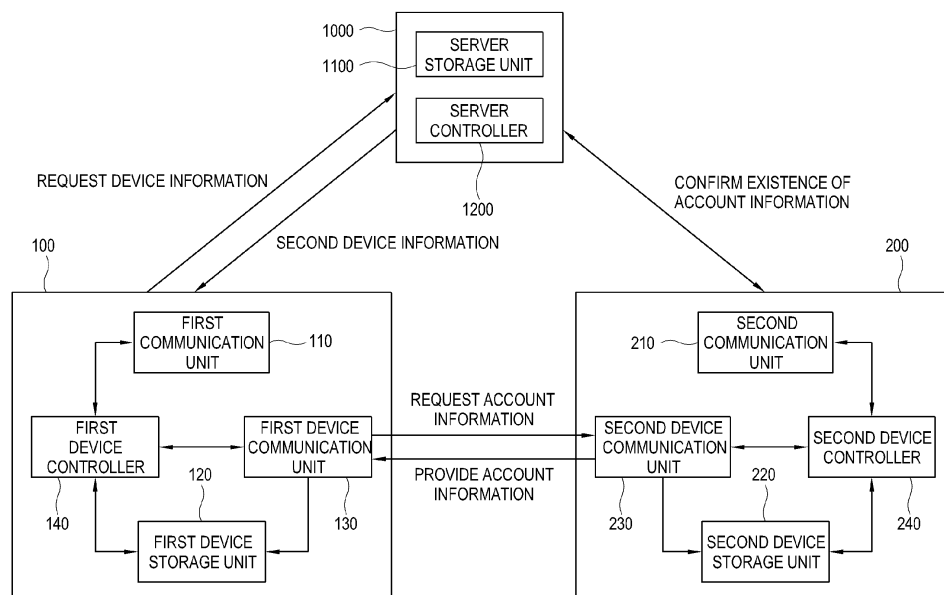 1000
SERVER
STORAGE UNIT
1100
SERVER
CONTROLLER
1200
REQUEST DEVICE INFORMATION
SECOND DEVICE INFORMATION
CONFIRM EXISTENCE OF
ACCOUNT INFORMATION
100
FIRST
COMMUNICATION
UNIT
110
FIRST
DEVICE
CONTROLLER
140
FIRST DEVICE
COMMUNICATION
UNIT
130
120
FIRST DEVICE
STORAGE UNIT
REQUEST ACCOUNT
INFORMATION
PROVIDE ACCOUNT
INFORMATION
200
SECOND
COMMUNICATION
UNIT
210
SECOND DEVICE
COMMUNICATION
UNIT
230
SECOND DEVICE
CONTROLLER
240
220
SECOND DEVICE
STORAGE UNIT